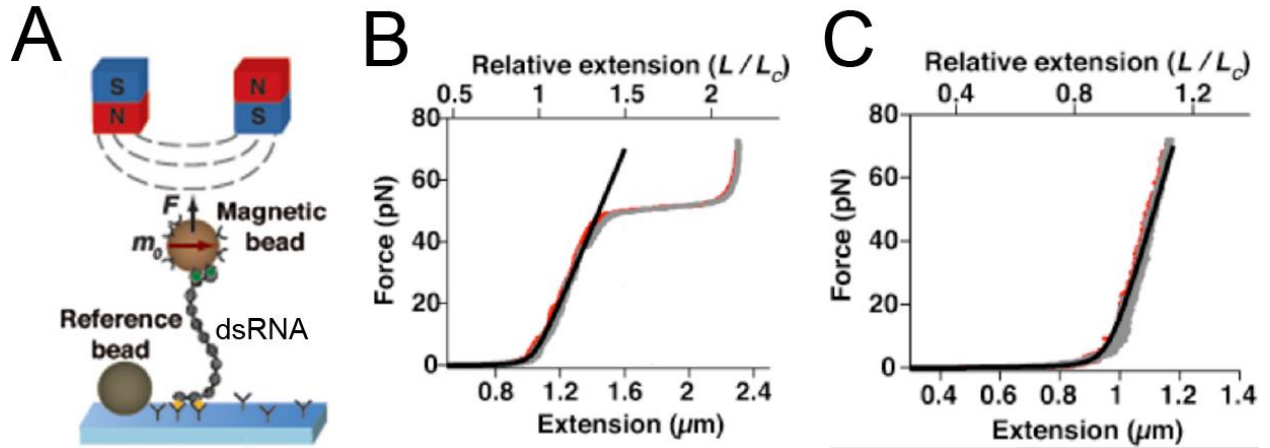 A
S
N
N
S
F
Magnetic
bead
m0
Reference
bead
dsRNA
B
Relative extension (L / Lc)
0.5 1 1.5 2
80
60
40
20
0
Force (pN)
0.8 1.2 1.6 2 2.4
Extension (µm)
C
Relative extension (L / Lc)
0.4 0.8 1.2
80
60
40
20
0
Force (pN)
0.4 0.6 0.8 1 1.2 1.4
Extension (µm)